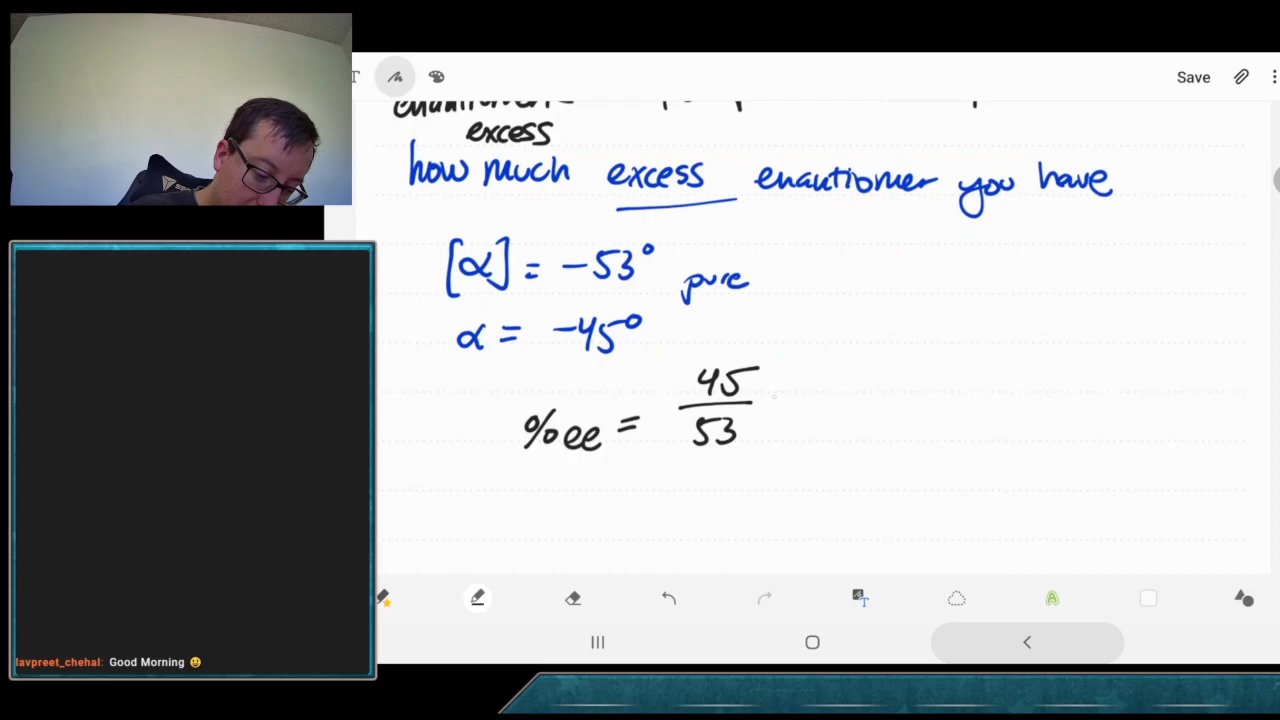 T
Save
excess
how much excess enantiomer you have
[α] = -53° pure
α = -45°
%ee = 45/53
lavpreet_chehal: Good Morning 😃